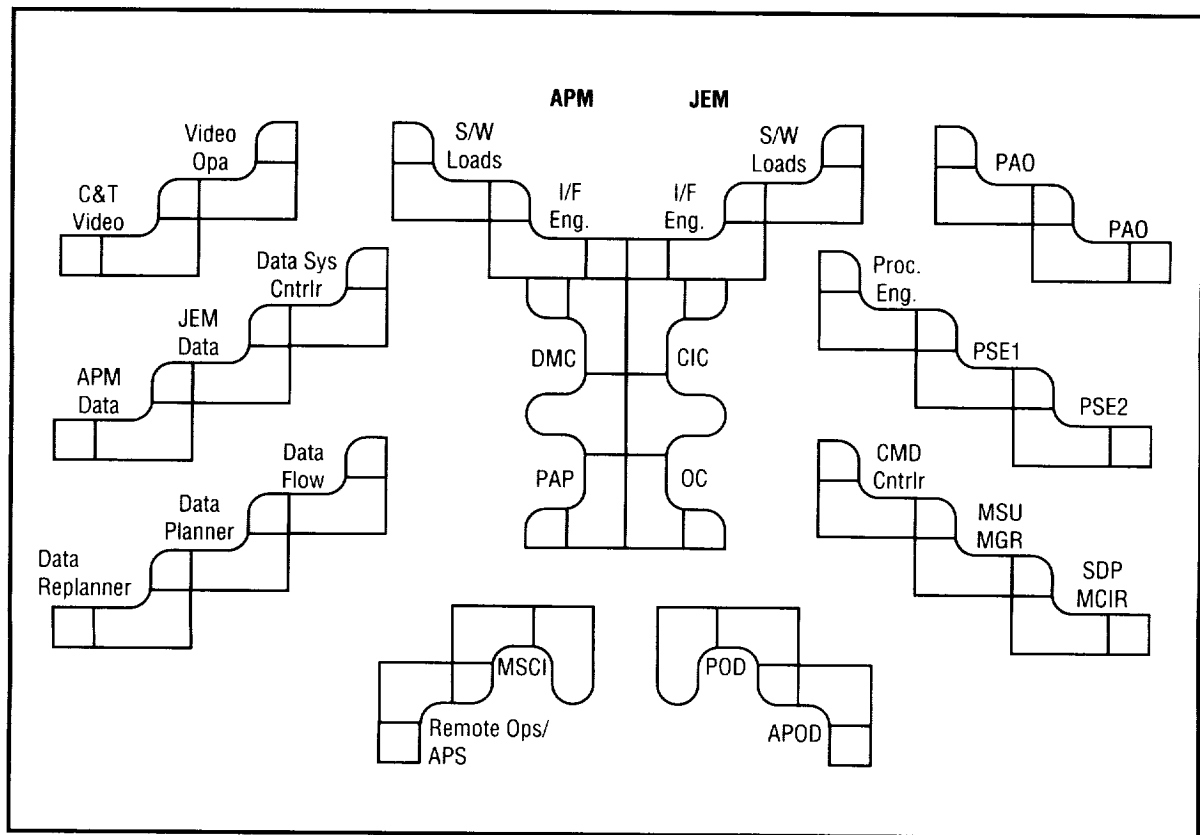 APM
JEM
Video
Opa
C&T
Video
S/W
Loads
I/F
Eng.
S/W
Loads
I/F
Eng.
PAO
PAO
Data Sys
Cntrlr
JEM
Data
APM
Data
DMC
CIC
PAP
OC
Proc.
Eng.
PSE1
PSE2
Data
Flow
Data
Planner
Data
Replanner
CMD
Cntrlr
MSU
MGR
SDP
MCIR
MSCI
Remote Ops/
APS
POD
APOD